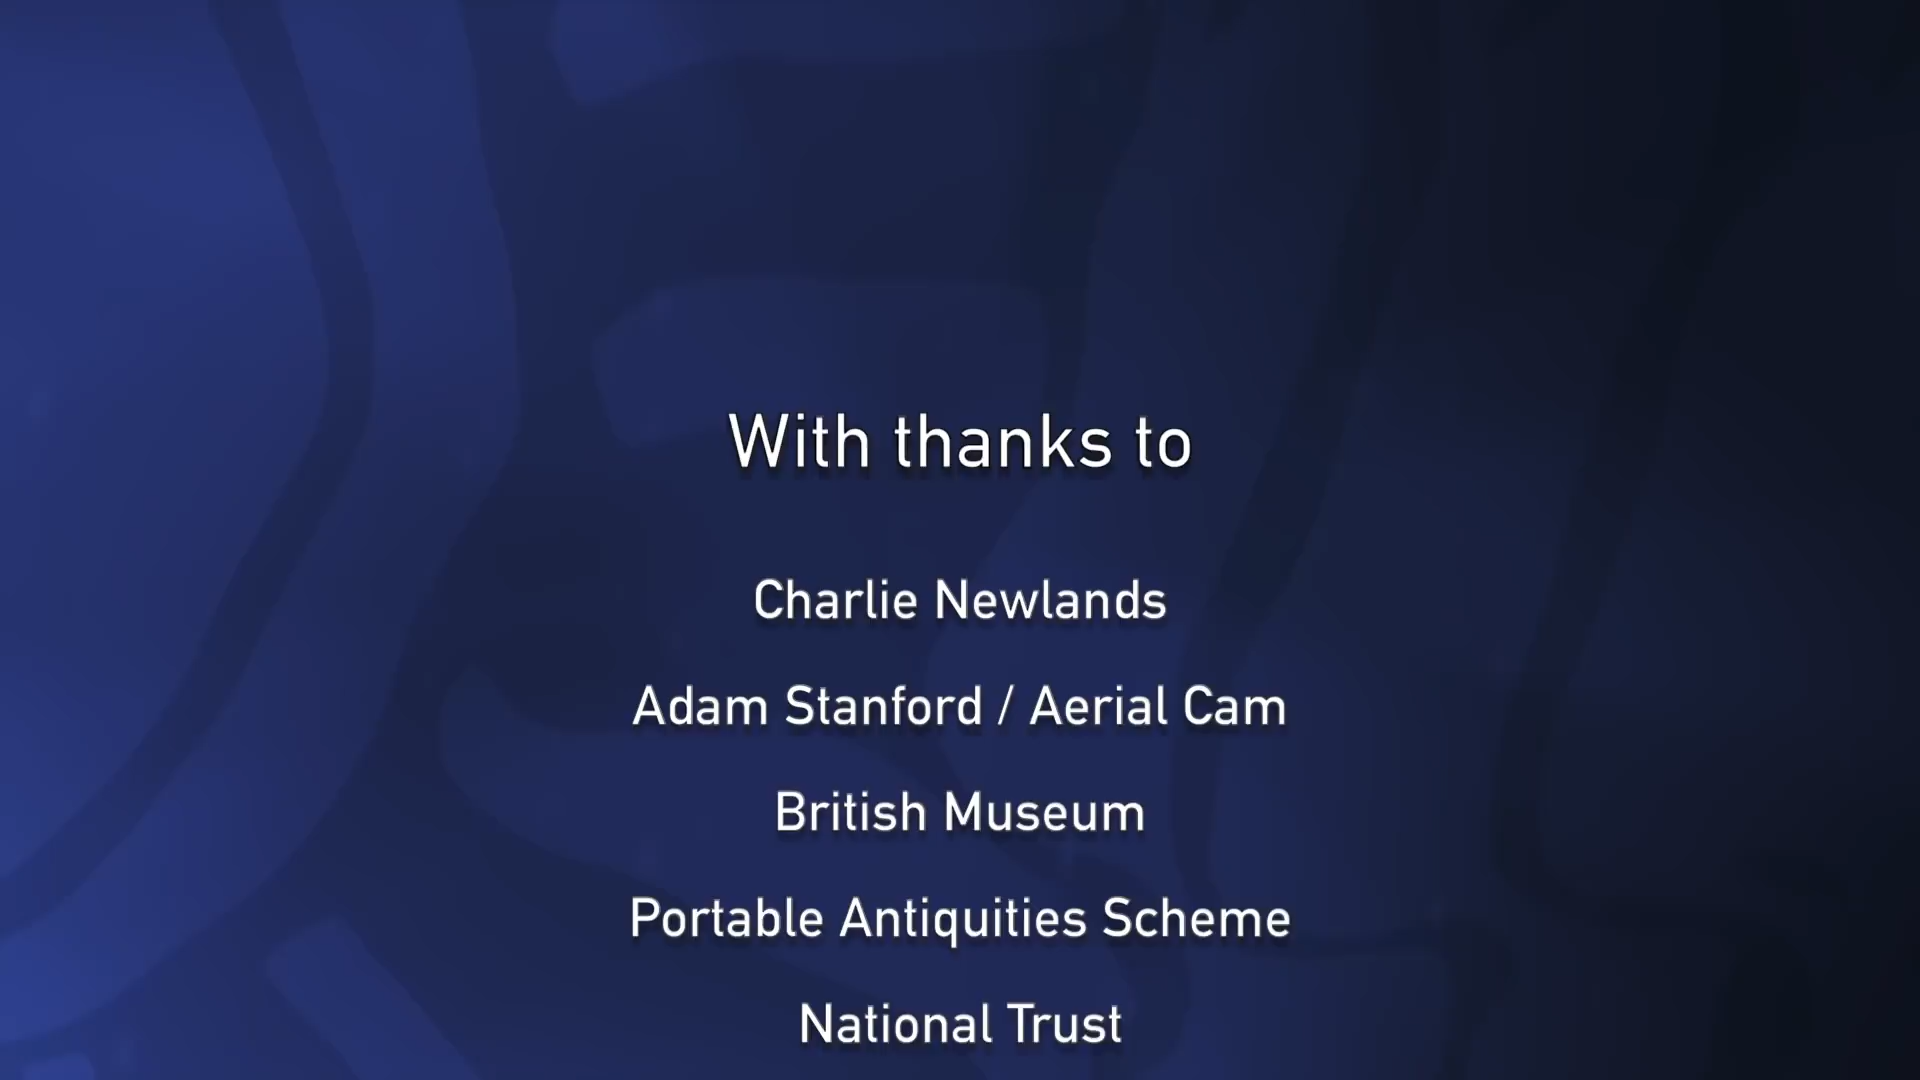 With thanks to
Charlie Newlands
Adam Stanford / Aerial Cam
British Museum
Portable Antiquities Scheme
National Trust